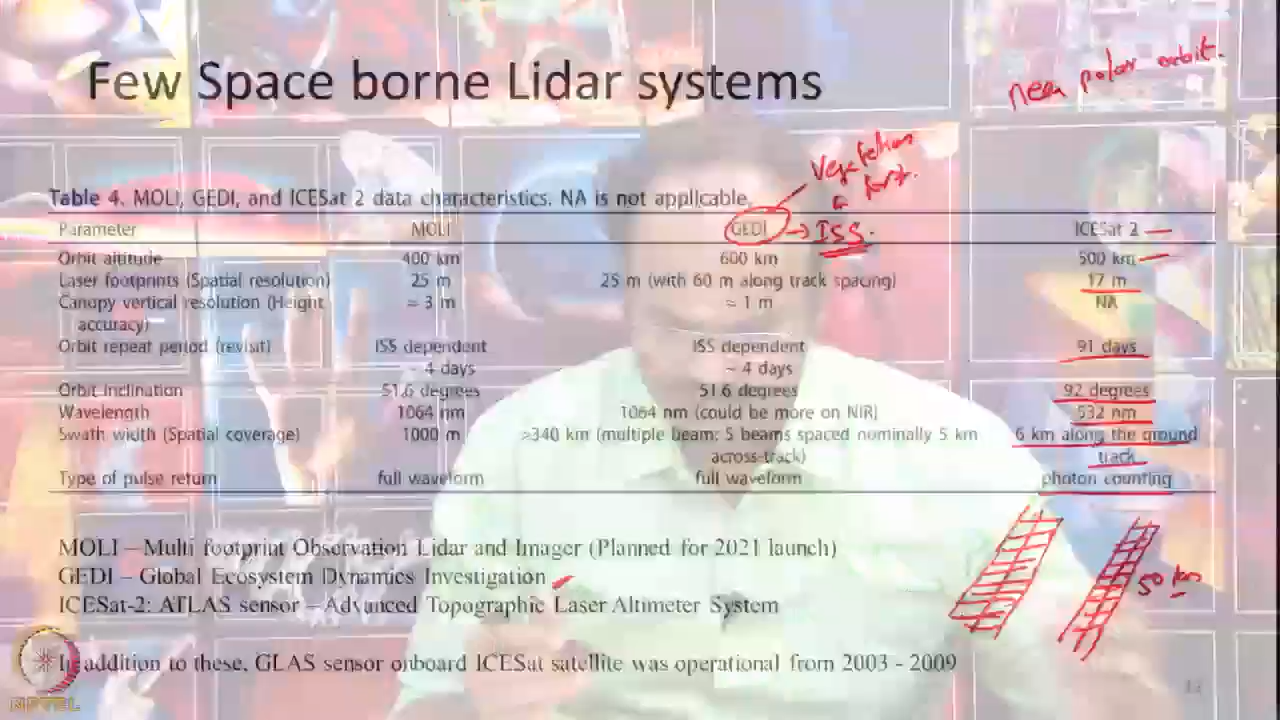 Few Space borne Lidar systems
near polar orbit.
Vegetation
&
Table 4. MOLI, GEDI, and ICESat 2 data characteristics. NA is not applicable.
Parameter MOLI GEDI → ISS. ICESat 2
Orbit altitude 400 km 600 km 500 km
Laser footprints (Spatial resolution) 25 m 25 m (with 60 m along track spacing) 17 m
Canopy vertical resolution (Height accuracy) ≈ 3 m ≈ 1 m NA
Orbit repeat period (revisit) ISS dependent ~ 4 days ISS dependent ~ 4 days 91 days
Orbit inclination 51.6 degrees 51.6 degrees 92 degrees
Wavelength 1064 nm 1064 nm (could be more on NIR) 532 nm
Swath width (Spatial coverage) 1000 m >340 km (multiple beam: 5 beams spaced nominally 5 km across-track) 6 km along the ground track
Type of pulse return full waveform full waveform photon counting
MOLI – Multi footprint Observation Lidar and Imager (Planned for 2021 launch)
GEDI – Global Ecosystem Dynamics Investigation
50 km
ICESat-2: ATLAS sensor – Advanced Topographic Laser Altimeter System
In addition to these, GLAS sensor onboard ICESat satellite was operational from 2003 - 2009
NPTEL